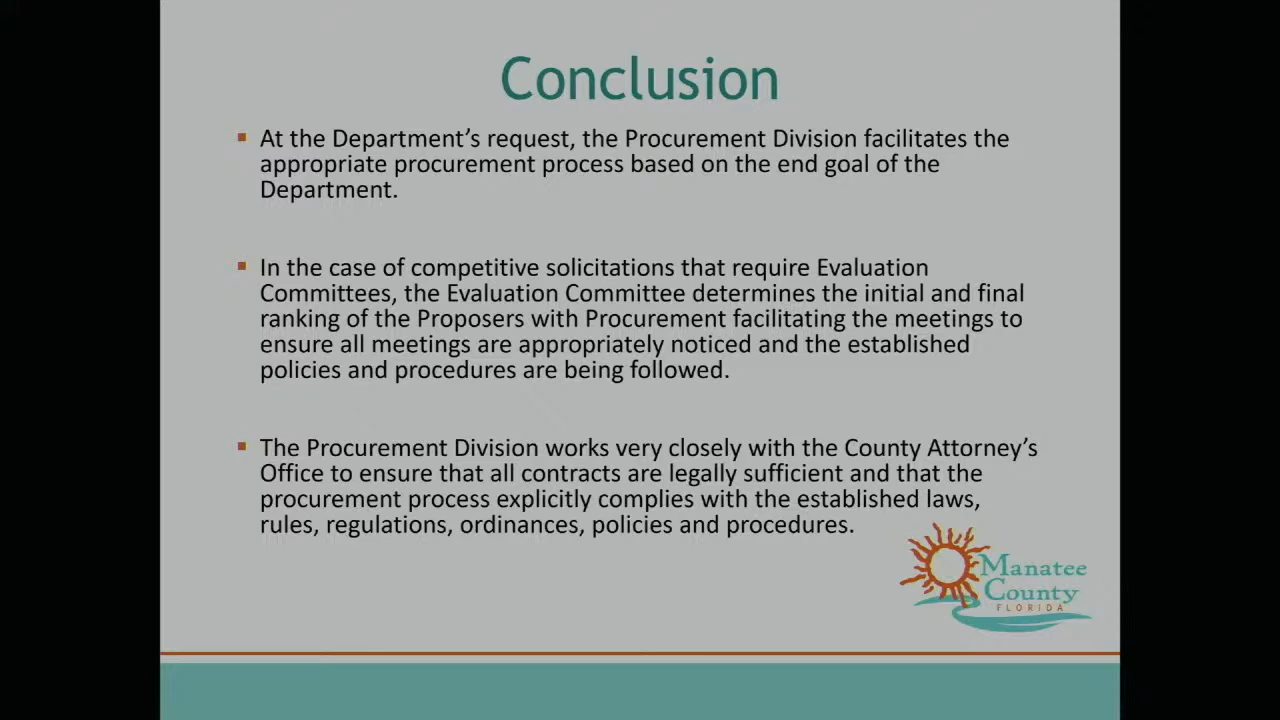 Conclusion
▪ At the Department’s request, the Procurement Division facilitates the
appropriate procurement process based on the end goal of the
Department.
▪ In the case of competitive solicitations that require Evaluation
Committees, the Evaluation Committee determines the initial and final
ranking of the Proposers with Procurement facilitating the meetings to
ensure all meetings are appropriately noticed and the established
policies and procedures are being followed.
▪ The Procurement Division works very closely with the County Attorney’s
Office to ensure that all contracts are legally sufficient and that the
procurement process explicitly complies with the established laws,
rules, regulations, ordinances, policies and procedures.
Manatee
County
FLORIDA